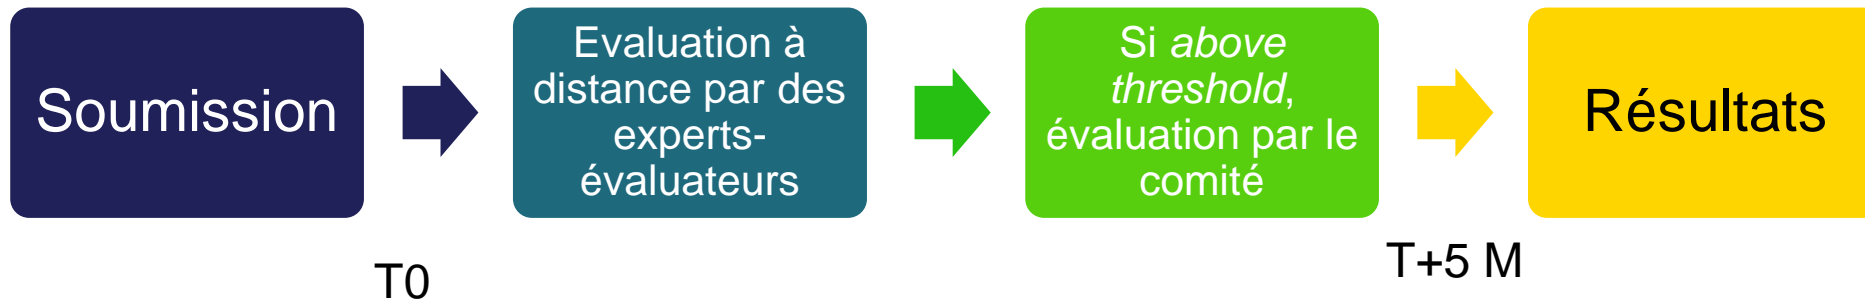 Soumission
Evaluation à
distance par des
experts-
évaluateurs
Si above
threshold,
évaluation par le
comité
Résultats
T0
T+5 M